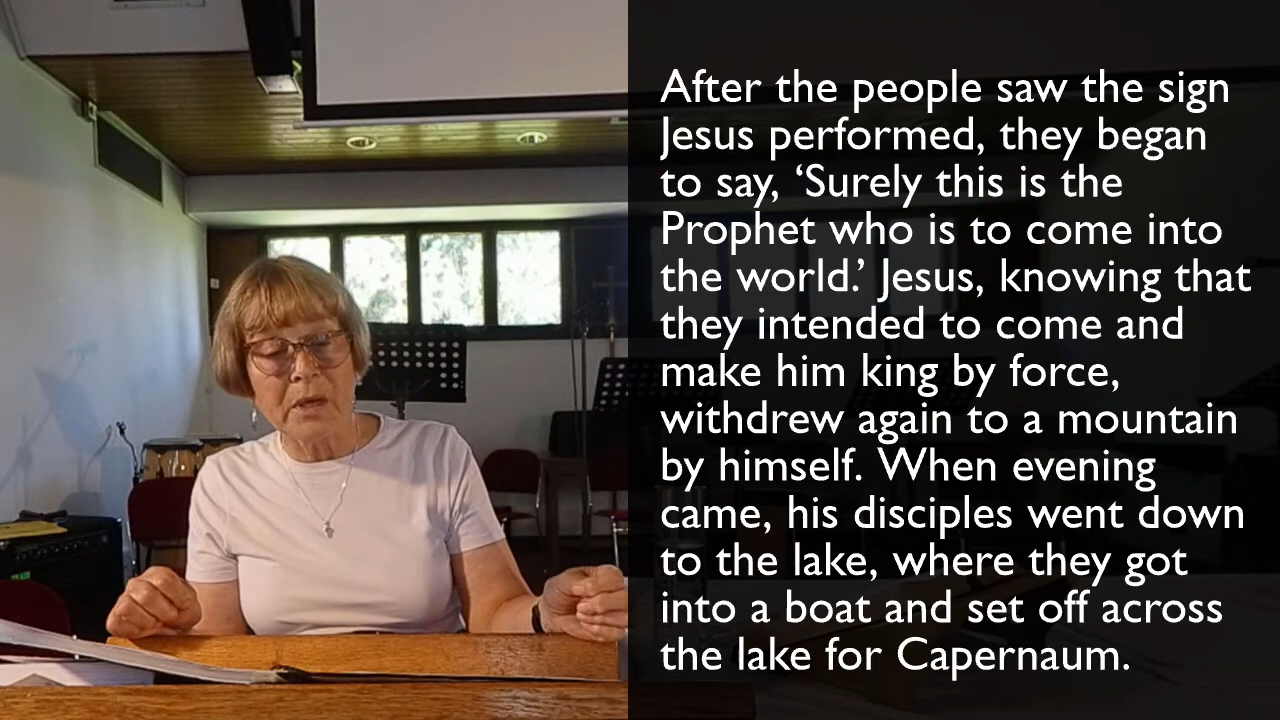 After the people saw the sign
Jesus performed, they began
to say, ‘Surely this is the
Prophet who is to come into
the world.’ Jesus, knowing that
they intended to come and
make him king by force,
withdrew again to a mountain
by himself. When evening
came, his disciples went down
to the lake, where they got
into a boat and set off across
the lake for Capernaum.